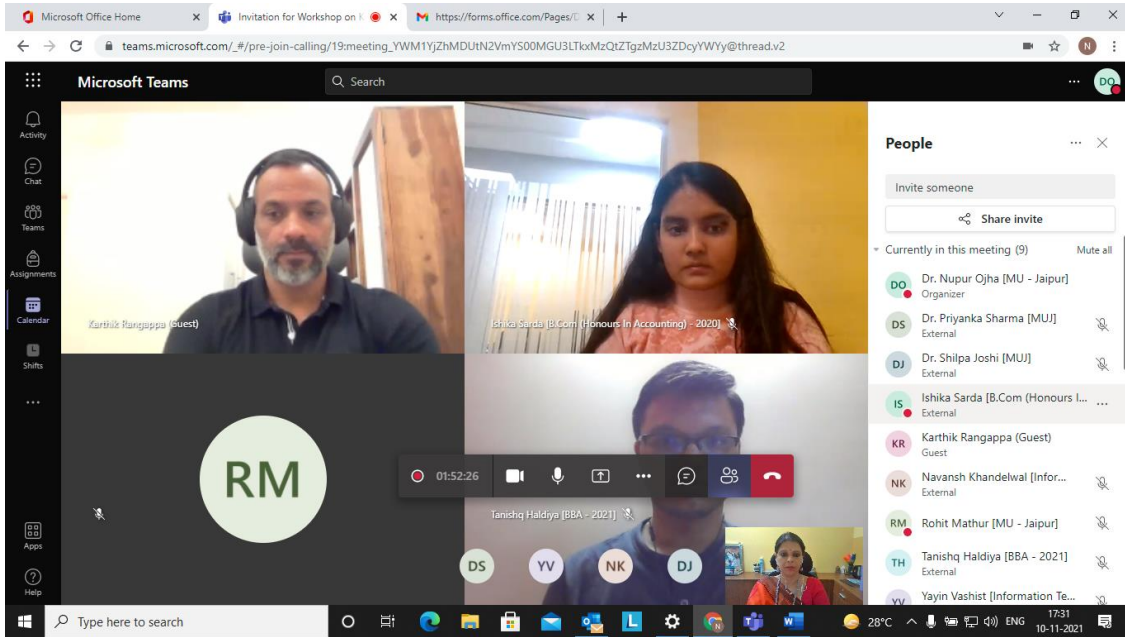 Microsoft Office Home
Invitation for Workshop on
https://forms.office.com/Pages/D
teams.microsoft.com/_#/pre-join-calling/19:meeting_YWM1YjZhMDUtN2VmYS00MGU3LTkxMzQtZTgzMzU3ZDcyYWYy@thread.v2
N
Microsoft Teams
Search
DO
Activity
Chat
Teams
Assignments
Calendar
Shifts
Apps
Help
Karthik Rangappa (Guest)
Ishika Sarda [B.Com (Honours In Accounting) - 2020]
RM
01:52:26
Tanishq Haldiya [BBA - 2021]
DS
YV
NK
DJ
People
Invite someone
Share invite
Currently in this meeting (9)
Mute all
DO
Dr. Nupur Ojha [MU - Jaipur]
Organizer
DS
Dr. Priyanka Sharma [MUJ]
External
DJ
Dr. Shilpa Joshi [MUJ]
External
IS
Ishika Sarda [B.Com (Honours I...
External
KR
Karthik Rangappa (Guest)
Guest
NK
Navansh Khandelwal [Infor...
External
RM
Rohit Mathur [MU - Jaipur]
TH
Tanishq Haldiya [BBA - 2021]
External
YV
Yayin Vashist [Information Te...
External
Type here to search
L
N
W
28°C
ENG
17:31
10-11-2021